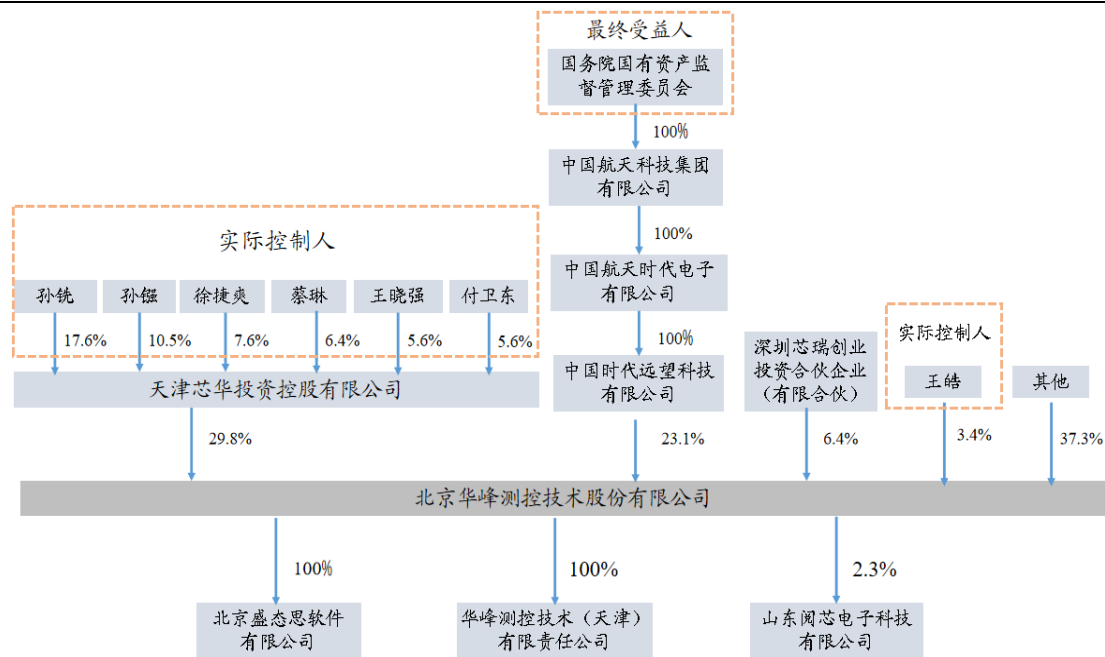 最终受益人
国务院国有资产监
督管理委员会
100%
中国航天科技集团
有限公司
100%
中国航天时代电子
有限公司
100%
中国时代远望科技
有限公司
23.1%
实际控制人
孙铣
孙镪
徐捷爽
蔡琳
王晓强
付卫东
17.6%
10.5%
7.6%
6.4%
5.6%
5.6%
天津芯华投资控股有限公司
29.8%
深圳芯瑞创业
投资合伙企业
（有限合伙）
6.4%
实际控制人
王皓
3.4%
其他
37.3%
北京华峰测控技术股份有限公司
100%
100%
2.3%
北京盛态思软件
有限公司
华峰测控技术（天津）
有限责任公司
山东阅芯电子科技
有限公司